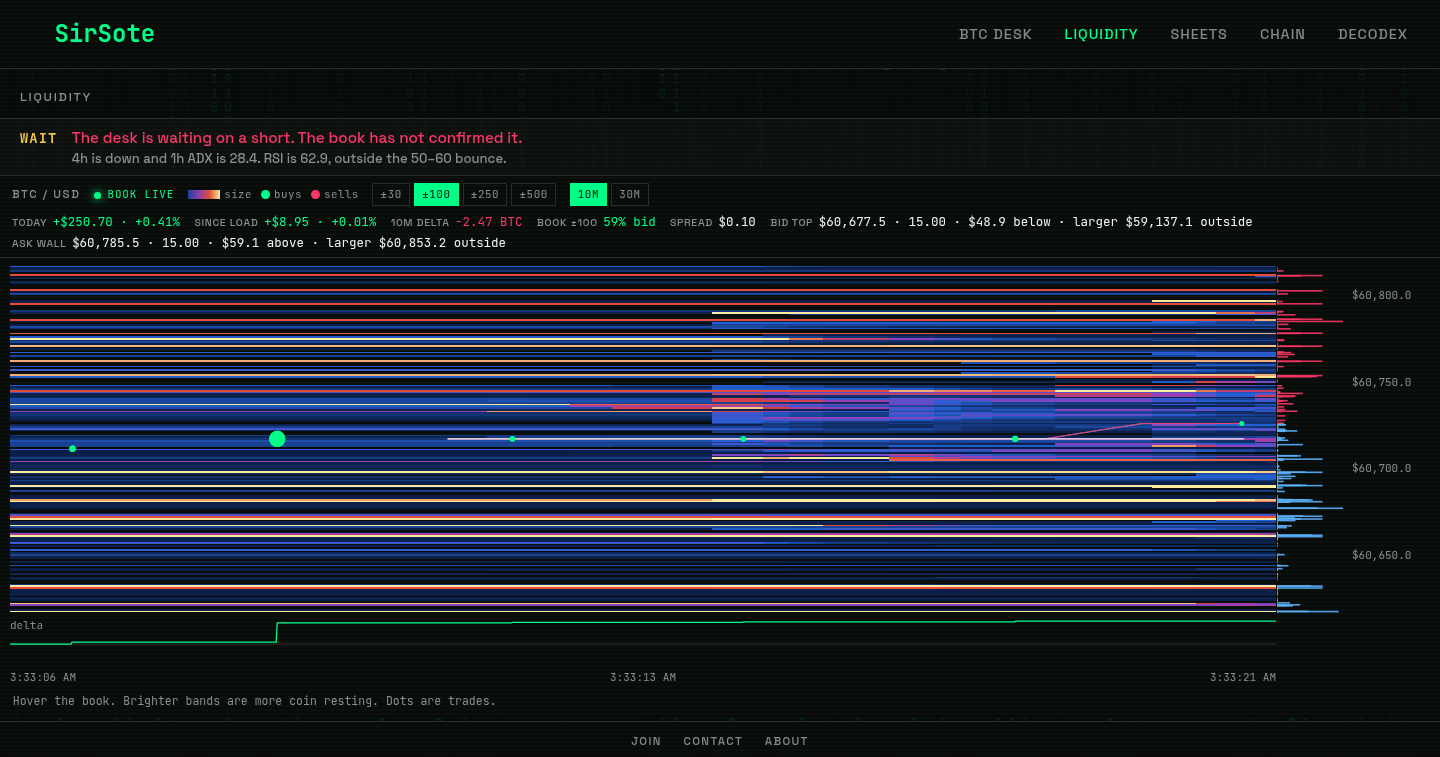 SirSote
BTC DESK LIQUIDITY SHEETS CHAIN DECODEX
LIQUIDITY
WAIT The desk is waiting on a short. The book has not confirmed it.
4h is down and 1h ADX is 28.4. RSI is 62.9, outside the 50–60 bounce.
BTC / USD BOOK LIVE size buys sells ±30 ±100 ±250 ±500 10M 30M
TODAY +$250.70 · +0.41% SINCE LOAD +$8.95 · +0.01% 10M DELTA -2.47 BTC BOOK ±100 59% bid SPREAD $0.10 BID TOP $60,677.5 · 15.00 · $48.9 below · larger $59,137.1 outside
ASK WALL $60,785.5 · 15.00 · $59.1 above · larger $60,853.2 outside
$60,800.0
$60,750.0
$60,700.0
$60,650.0
delta
3:33:06 AM 3:33:13 AM 3:33:21 AM
Hover the book. Brighter bands are more coin resting. Dots are trades.
JOIN CONTACT ABOUT